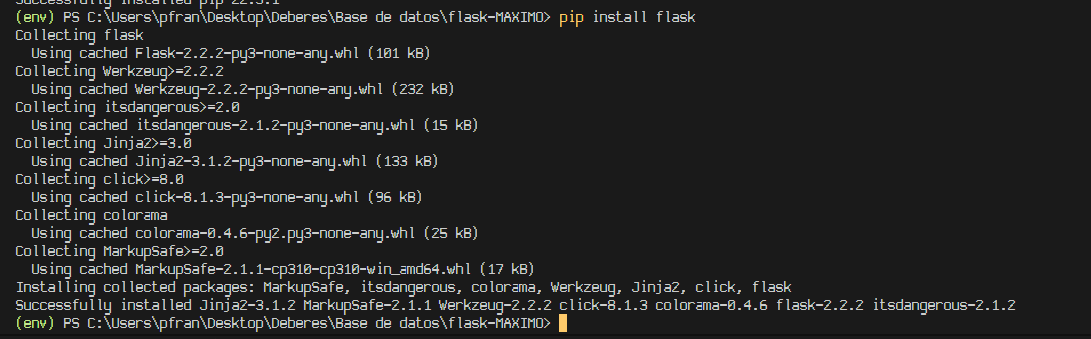 Successfully installed pip 22.3.1
(env) PS C:\Users\pfran\Desktop\Deberes\Base de datos\flask-MAXIMO> pip install flask
Collecting flask
  Using cached Flask-2.2.2-py3-none-any.whl (101 kB)
Collecting Werkzeug>=2.2.2
  Using cached Werkzeug-2.2.2-py3-none-any.whl (232 kB)
Collecting itsdangerous>=2.0
  Using cached itsdangerous-2.1.2-py3-none-any.whl (15 kB)
Collecting Jinja2>=3.0
  Using cached Jinja2-3.1.2-py3-none-any.whl (133 kB)
Collecting click>=8.0
  Using cached click-8.1.3-py3-none-any.whl (96 kB)
Collecting colorama
  Using cached colorama-0.4.6-py2.py3-none-any.whl (25 kB)
Collecting MarkupSafe>=2.0
  Using cached MarkupSafe-2.1.1-cp310-cp310-win_amd64.whl (17 kB)
Installing collected packages: MarkupSafe, itsdangerous, colorama, Werkzeug, Jinja2, click, flask
Successfully installed Jinja2-3.1.2 MarkupSafe-2.1.1 Werkzeug-2.2.2 click-8.1.3 colorama-0.4.6 flask-2.2.2 itsdangerous-2.1.2
(env) PS C:\Users\pfran\Desktop\Deberes\Base de datos\flask-MAXIMO>